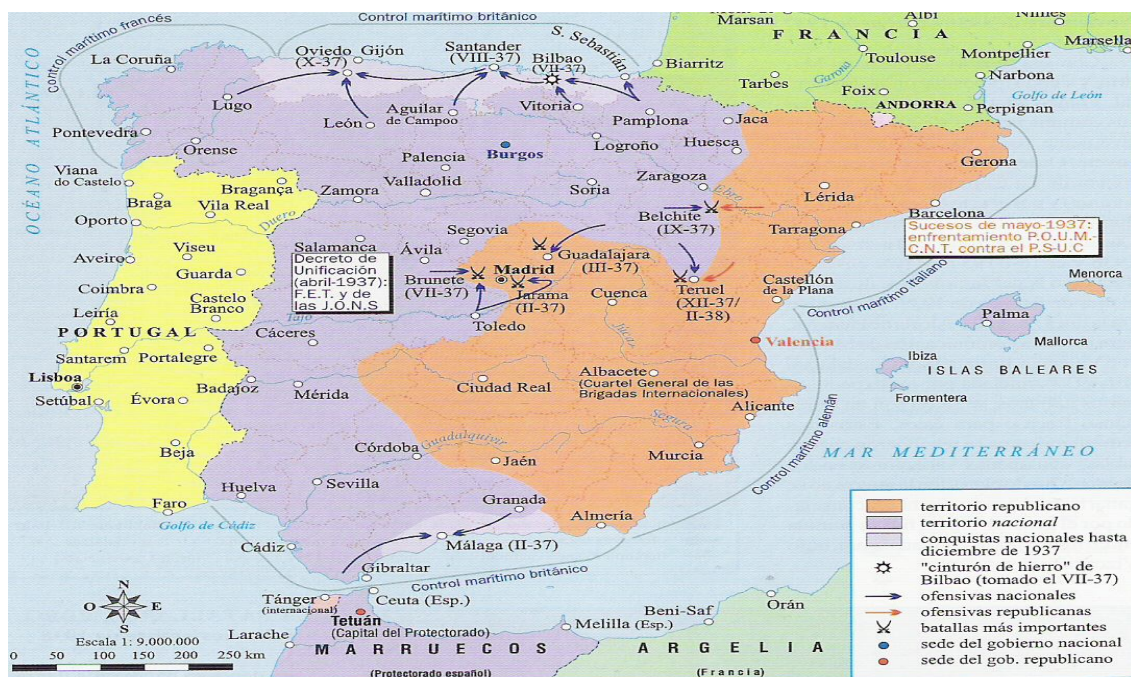 Control marítimo francés
Control marítimo británico
OCÉANO ATLÁNTICO
La Coruña
Oviedo
(X-37)
Gijón
Santander
(VIII-37)
Bilbao
(VII-37)
S. Sebastián
Biarritz
Mont-de-
Marsan
FRANCIA
Albi
Nîmes
Toulouse
Montpellier
Marsella
Garona
Tarbes
Foix
Narbona
Golfo de León
ANDORRA
Perpignan
Lugo
León
Aguilar
de Campoo
Vitoria
Pamplona
Jaca
Pontevedra
Orense
Burgos
Logroño
Huesca
Gerona
Viana
do Castelo
Bragança
Braga
Vila Real
Palencia
Valladolid
Zamora
Soria
Zaragoza
Ebro
Lérida
Oporto
Duero
Belchite
(IX-37)
Barcelona
Tarragona
Sucesos de mayo-1937:
enfrentamiento P.O.U.M.-
C.N.T. contra el P.S-U.C
Aveiro
Viseu
Guarda
Salamanca
Segovia
Ávila
Decreto de
Unificación
(abril-1937):
F.E.T. y de
las J.O.N.S
Brunete
(VII-37)
Madrid
Guadalajara
(III-37)
Jarama
(II-37)
Cuenca
Teruel
(XII-37/
II-38)
Castellón
de la Plana
Control marítimo italiano
Menorca
Coimbra
Castelo
Branco
Leiría
PORTUGAL
Tajo
Toledo
Júcar
Palma
Mallorca
Santarem
Portalegre
Cáceres
Valencia
Ibiza
ISLAS BALEARES
Formentera
Lisboa
Setúbal
Évora
Badajoz
Mérida
Ciudad Real
Albacete
(Cuartel General de las
Brigadas Internacionales)
Alicante
Control marítimo alemán
Beja
Córdoba
Guadalquivir
Segura
Jaén
Murcia
MAR MEDITERRÁNEO
Faro
Huelva
Sevilla
Granada
Almería
Golfo de Cádiz
Cádiz
Málaga (II-37)
Gibraltar
Control marítimo británico
Tánger
(internacional)
Ceuta (Esp.)
Tetuán
(Capital del Protectorado)
Larache
Melilla (Esp.)
Beni-Saf
Orán
MARRUECOS
(Protectorado español)
ARGELIA
(Francia)
N
O
E
S
Escala 1: 9.000.000
0 50 100 150 200 250 km
territorio republicano
territorio nacional
conquistas nacionales hasta
diciembre de 1937
"cinturón de hierro" de
Bilbao (tomado el VII-37)
ofensivas nacionales
ofensivas republicanas
batallas más importantes
sede del gobierno nacional
sede del gob. republicano